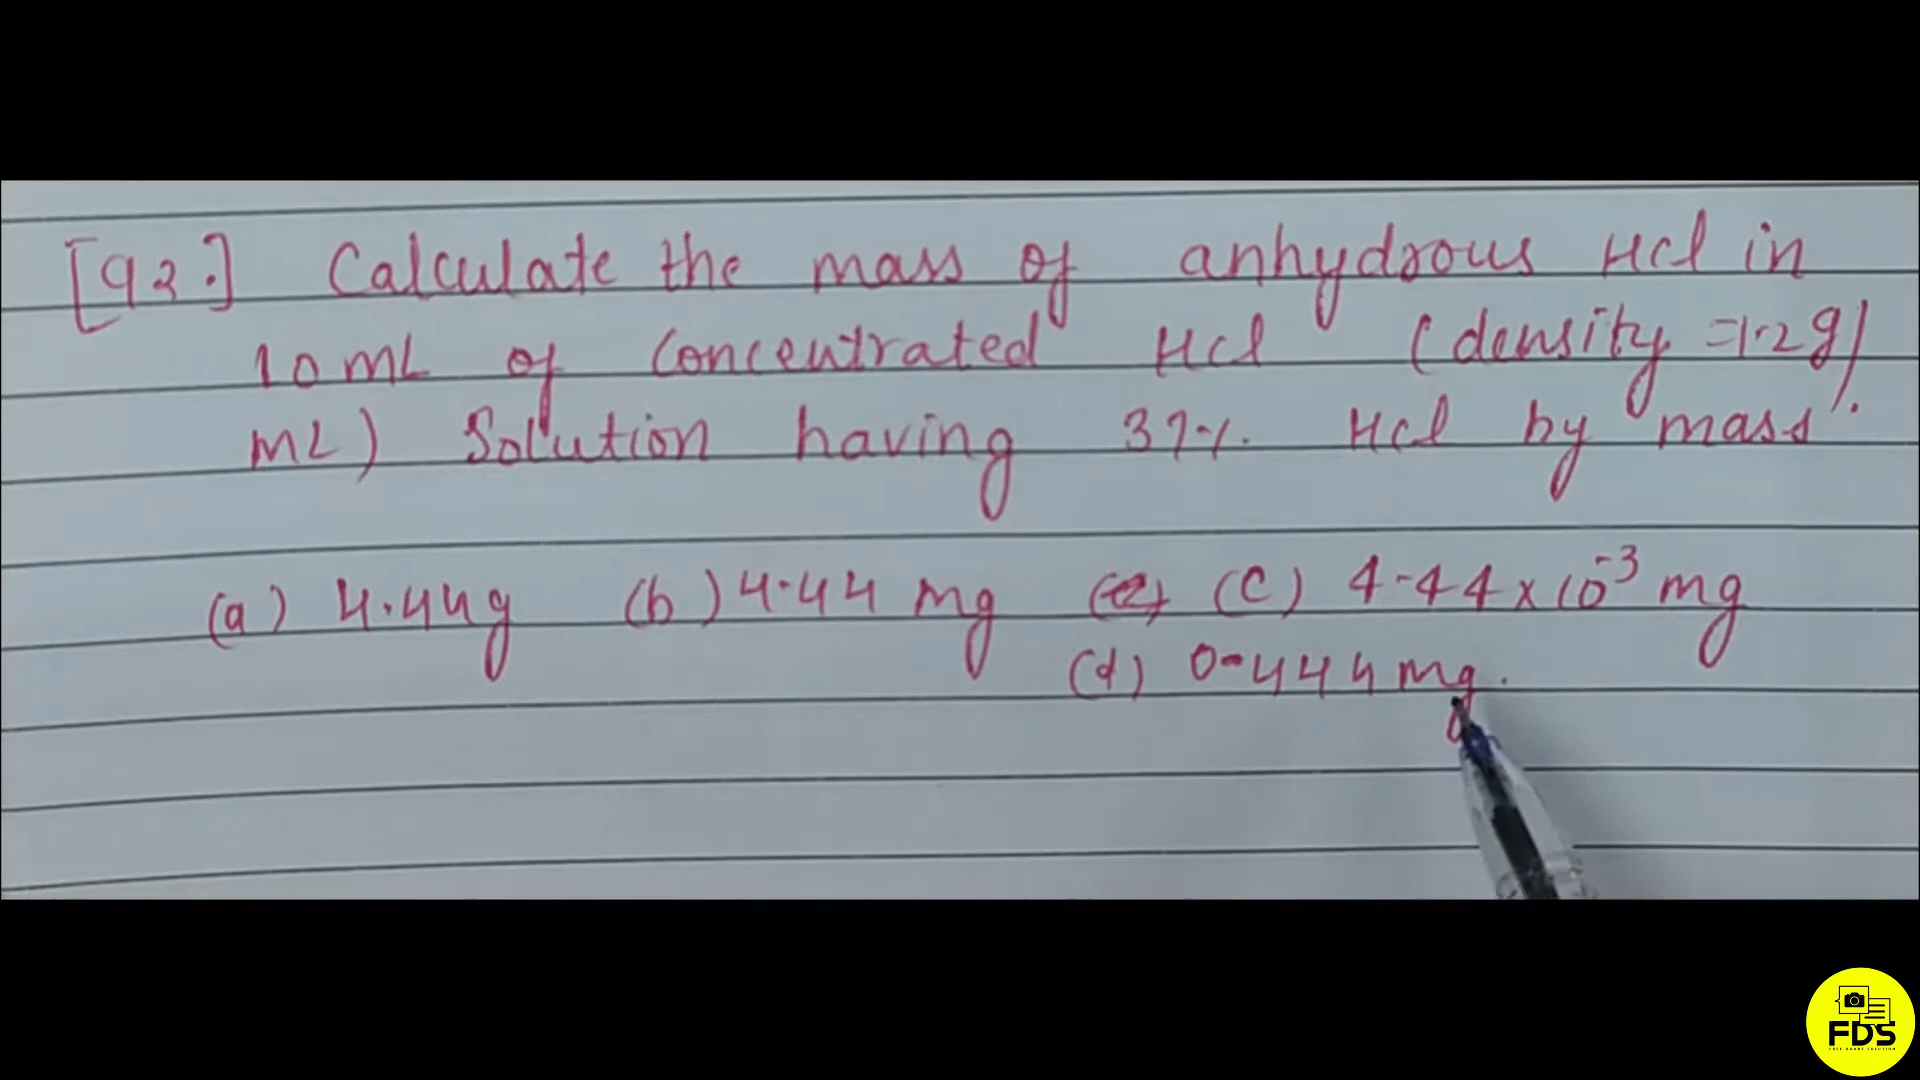 [92.] Calculate the mass of anhydrous HCl in
10 mL of Concentrated HCl (density = 1.2g/
mL) Solution having 37% HCl by mass.
(a) 4.44g (b) 4.44 mg (c) 4.44 x 10⁻³ mg
(d) 0.444 mg.
FDS